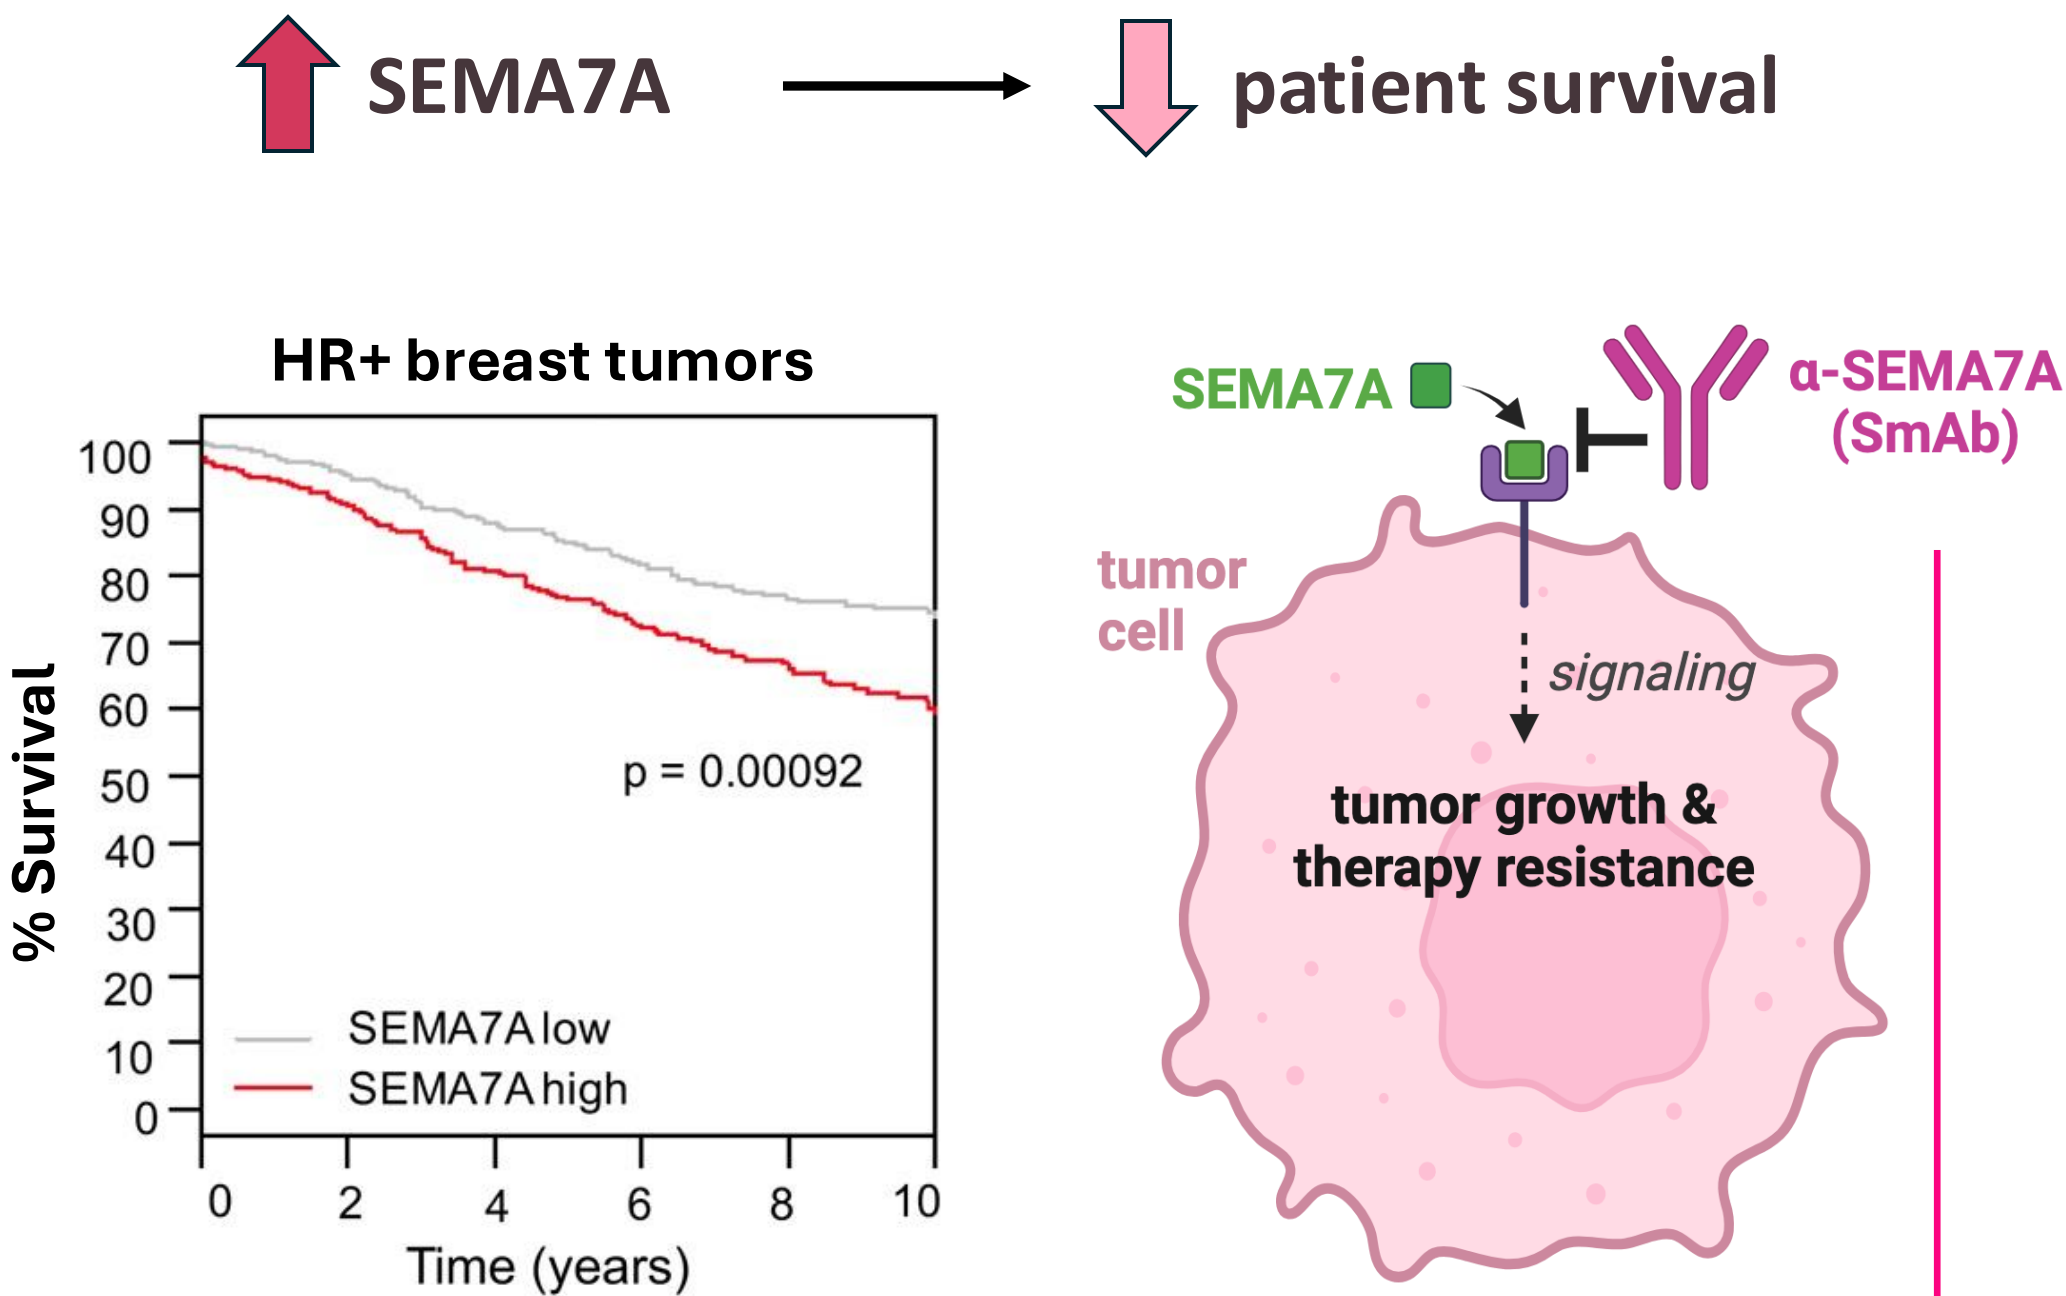 SEMA7A
patient survival
HR+ breast tumors
% Survival
100
90
80
70
60
50
40
30
20
10
0
p = 0.00092
SEMA7A low
SEMA7A high
0 2 4 6 8 10
Time (years)
SEMA7A
α-SEMA7A
(SmAb)
tumor
cell
signaling
tumor growth &
therapy resistance